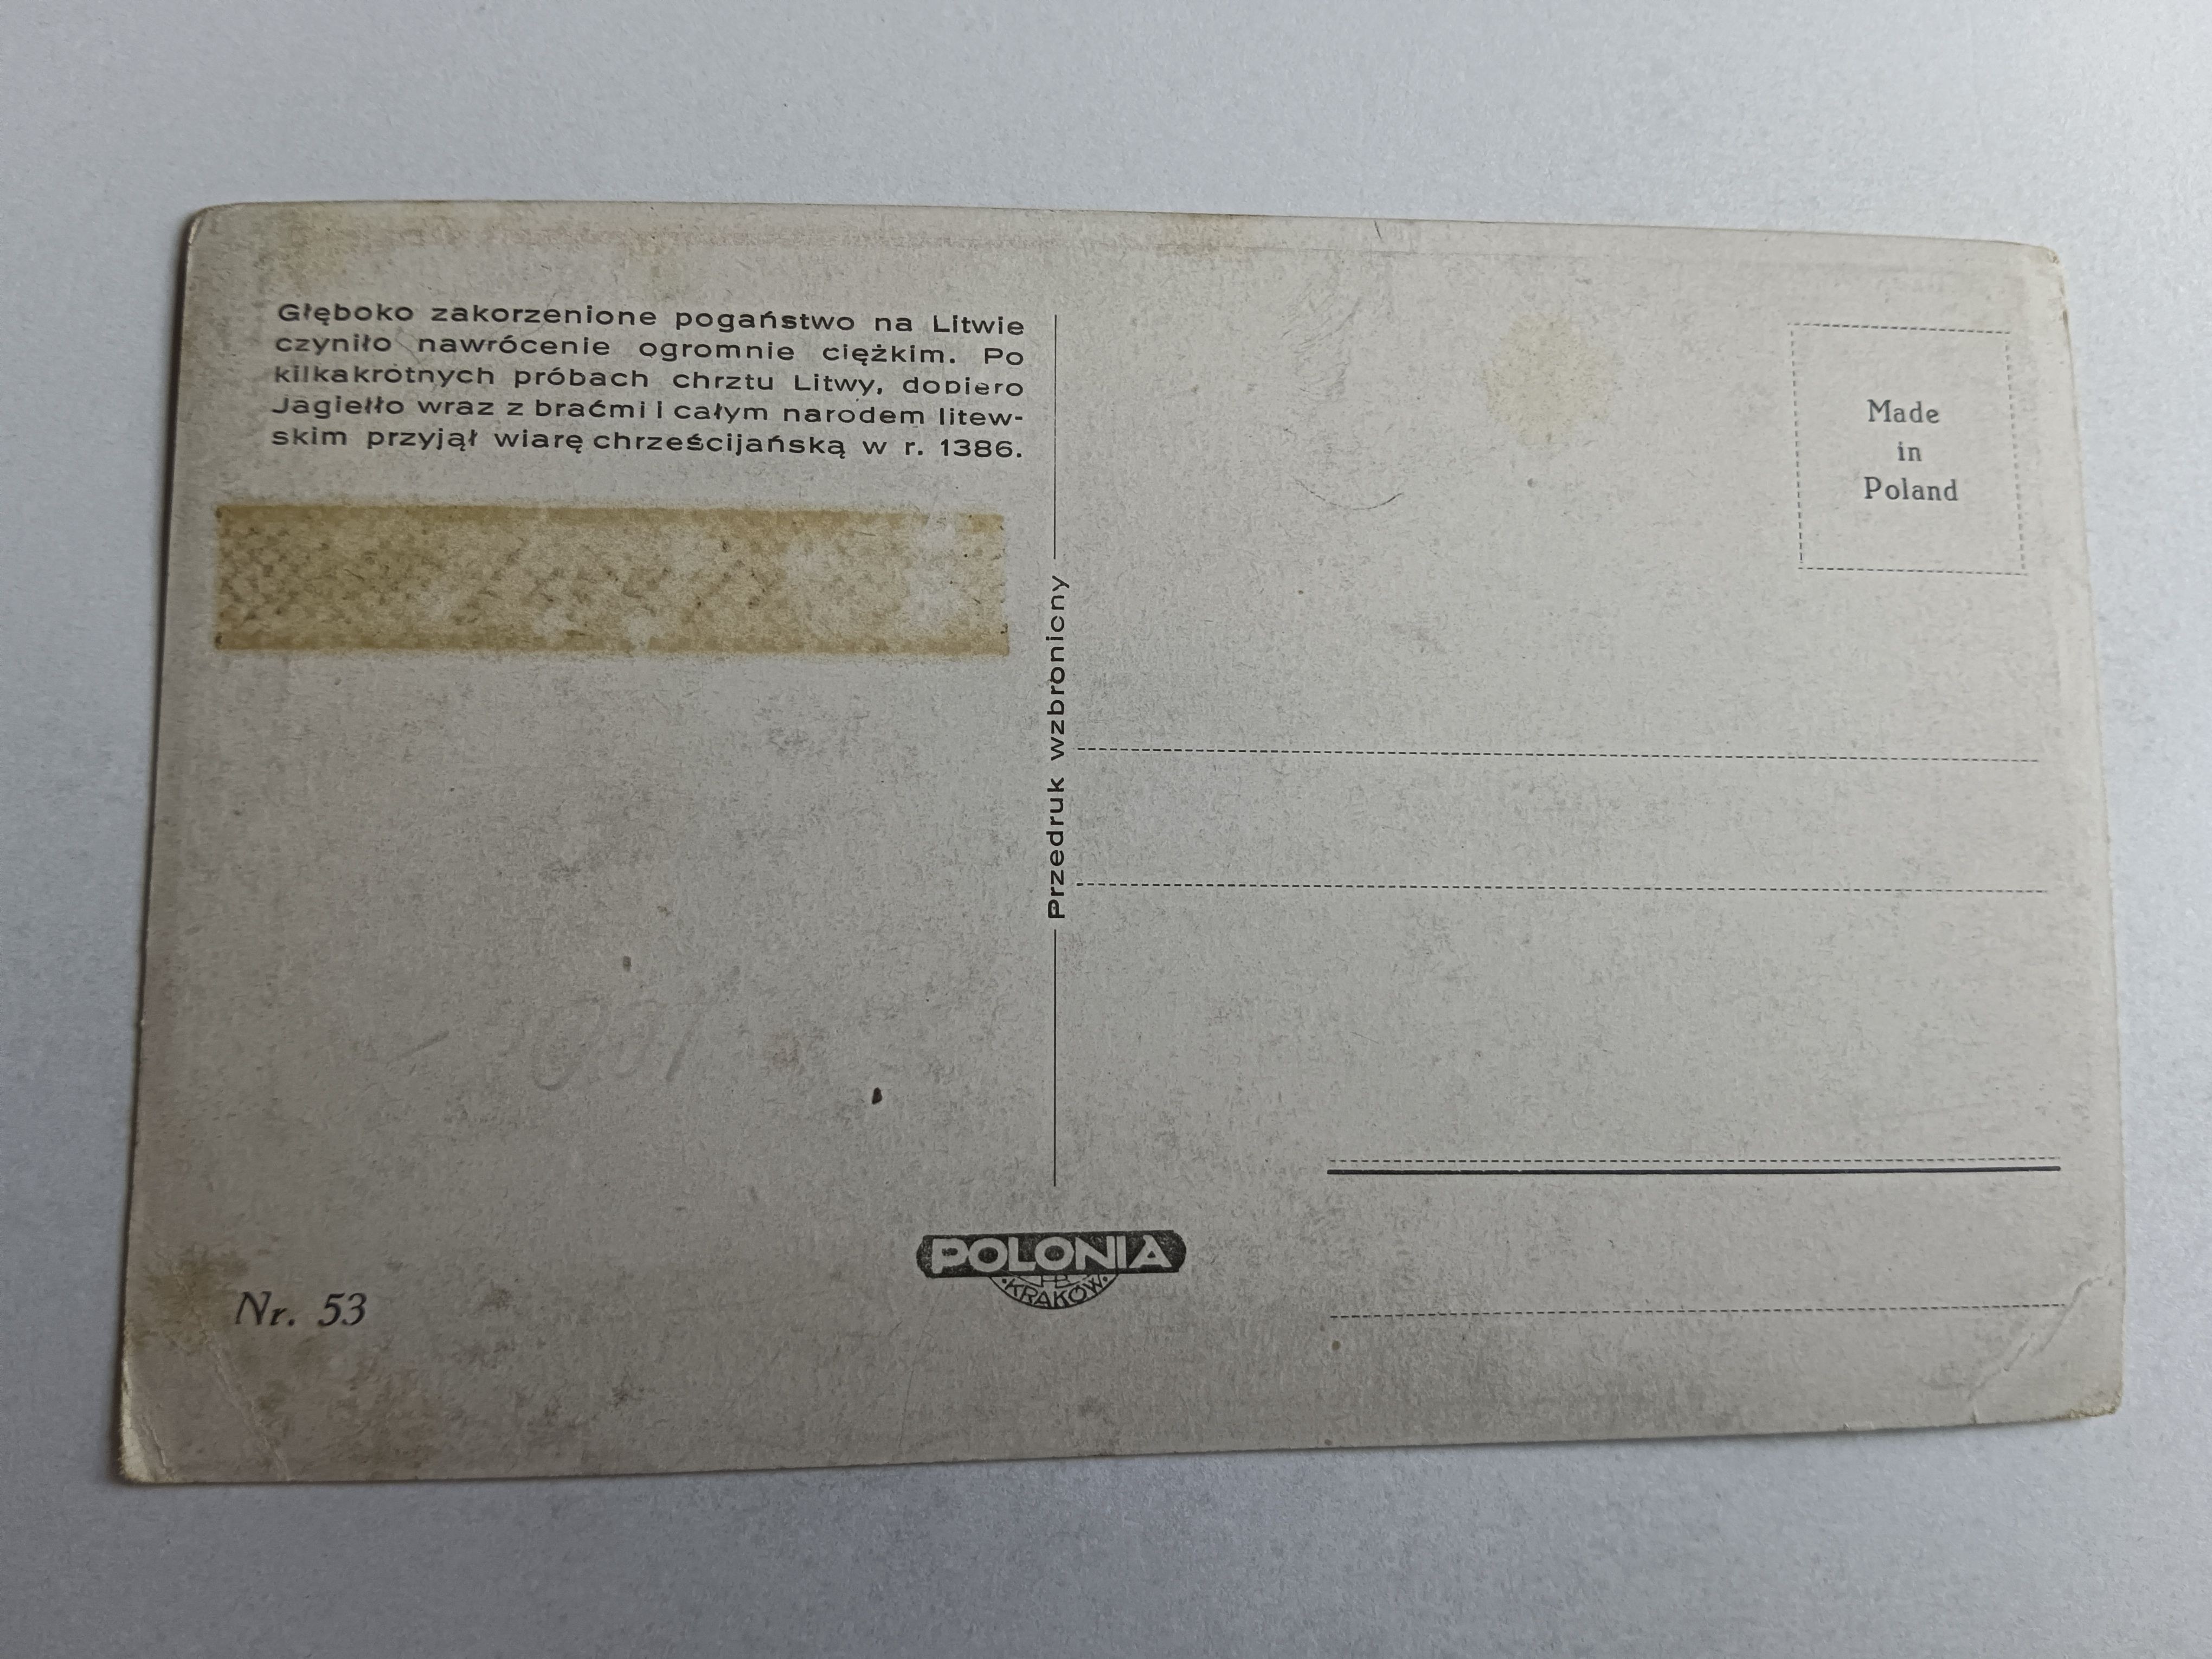 Głęboko zakorzenione pogaństwo na Litwie
czyniło nawrócenie ogromnie ciężkim. Po
kilkakrotnych próbach chrztu Litwy, dopiero
Jagiełło wraz z braćmi i całym narodem litew-
skim przyjął wiarę chrześcijańską w r. 1386.
Przedruk wzbroniony
Made
in
Poland
Nr. 53
POLONIA
KRAKÓW